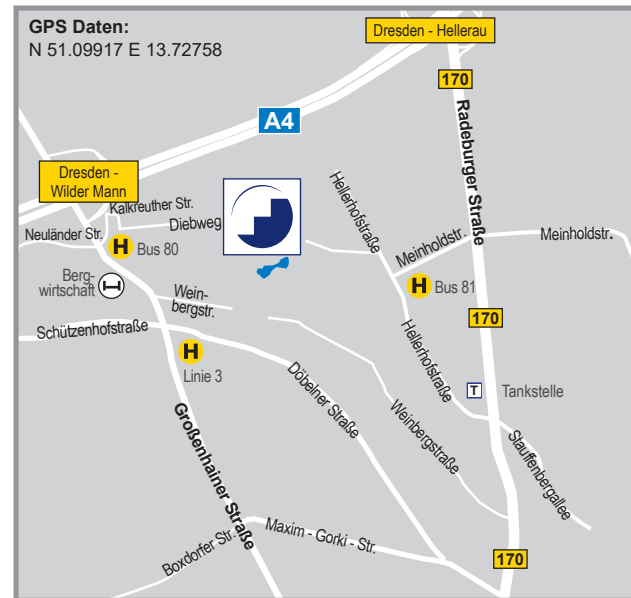 GPS Daten:
N 51.09917 E 13.72758
Dresden - Hellerau
170
A4
Radeburger Straße
Dresden -
Wilder Mann
Kalkreuther Str.
Diebweg
Neuländer Str.
H Bus 80
Hellerhofstraße
Meinholdstr.
Meinholdstr.
H Bus 81
Berg-
wirtschaft
Wein-
bergstr.
170
Schützenhofstraße
H
Linie 3
Hellerhofstraße
Döbelner Straße
T Tankstelle
Weinbergstraße
Großenhainer Straße
Stauffenbergallee
Boxdorfer Str.
Maxim - Gorki - Str.
170